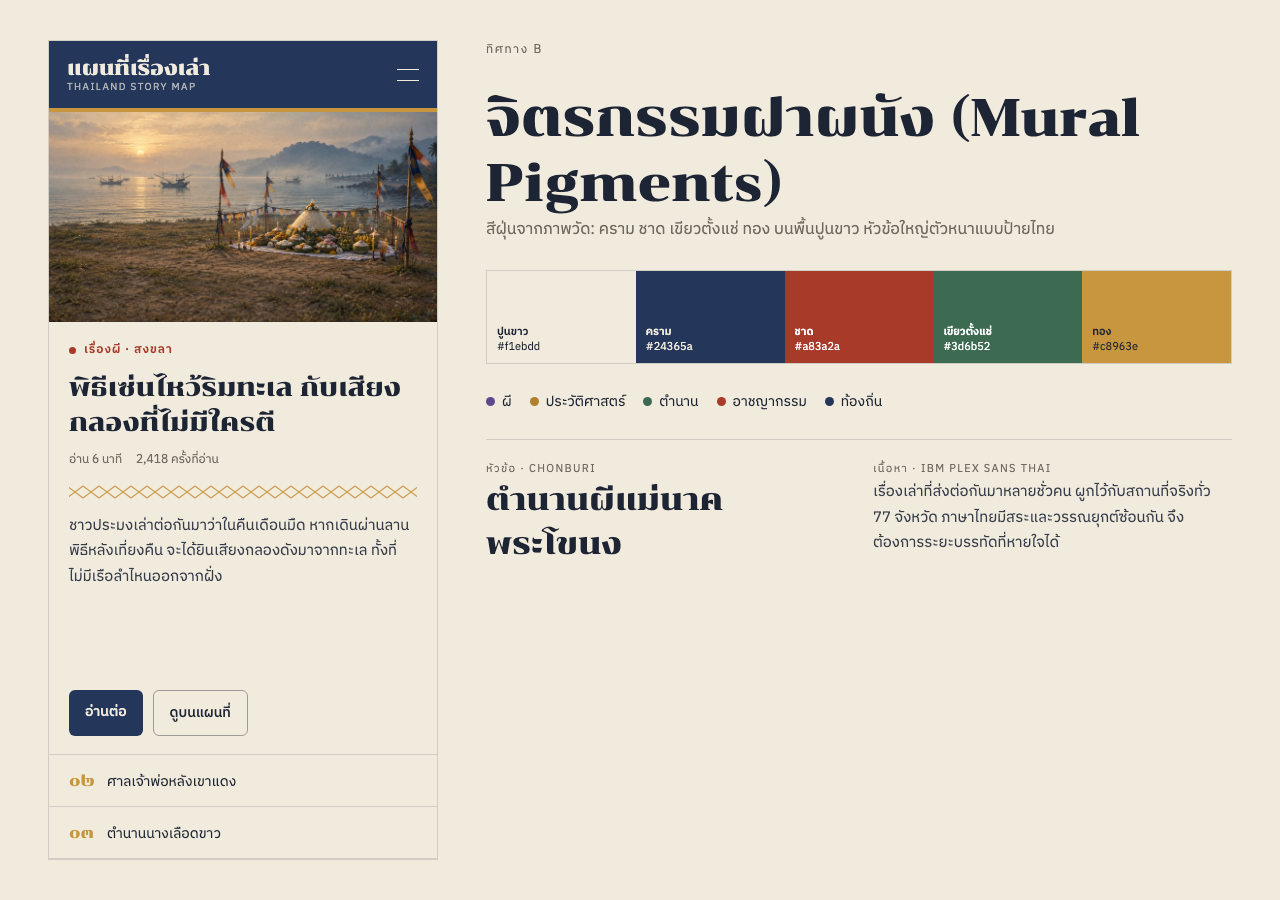 แผนที่เรื่องเล่า
THAILAND STORY MAP
เรื่องผี · สงขลา
พิธีเซ่นไหว้ริมทะเล กับเสียง
กลองที่ไม่มีใครตี
อ่าน 6 นาที 2,418 ครั้งที่อ่าน
ชาวประมงเล่าต่อกันมาว่าในคืนเดือนมืด หากเดินผ่านลาน
พิธีหลังเที่ยงคืน จะได้ยินเสียงกลองดังมาจากทะเล ทั้งที่
ไม่มีเรือลำไหนออกจากฝั่ง
อ่านต่อ
ดูบนแผนที่
๐๒ ศาลเจ้าพ่อหลังเขาแดง
๐๓ ตำนานนางเลือดขาว
ทิศทาง B
จิตรกรรมฝาผนัง (Mural
Pigments)
สีฝุ่นจากภาพวัด: คราม ชาด เขียวตั้งแช่ ทอง บนพื้นปูนขาว หัวข้อใหญ่ตัวหนาแบบป้ายไทย
ปูนขาว
#f1ebdd
คราม
#24365a
ชาด
#a83a2a
เขียวตั้งแช่
#3d6b52
ทอง
#c8963e
ผี ประวัติศาสตร์ ตำนาน อาชญากรรม ท้องถิ่น
หัวข้อ · CHONBURI
ตำนานผีแม่นาค
พระโขนง
เนื้อหา · IBM PLEX SANS THAI
เรื่องเล่าที่ส่งต่อกันมาหลายชั่วคน ผูกไว้กับสถานที่จริงทั่ว
77 จังหวัด ภาษาไทยมีสระและวรรณยุกต์ซ้อนกัน จึง
ต้องการระยะบรรทัดที่หายใจได้